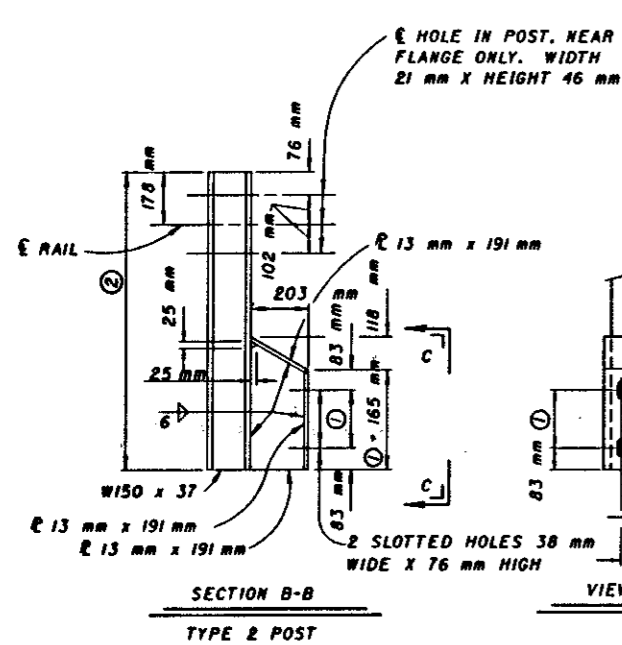 ℄ HOLE IN POST. NEAR
FLANGE ONLY. WIDTH
21 mm X HEIGHT 46 mm
76 mm
178 mm
℄ RAIL
102 mm
℄ 13 mm x 191 mm
②
25 mm
203 mm
118 mm
83 mm
C
25 mm
① + 165 mm
①
6
①
83 mm
C
83 mm
W150 x 37
℄ 13 mm x 191 mm
℄ 13 mm x 191 mm
2 SLOTTED HOLES 38 mm
WIDE X 76 mm HIGH
SECTION B-B
VIEW
TYPE 2 POST